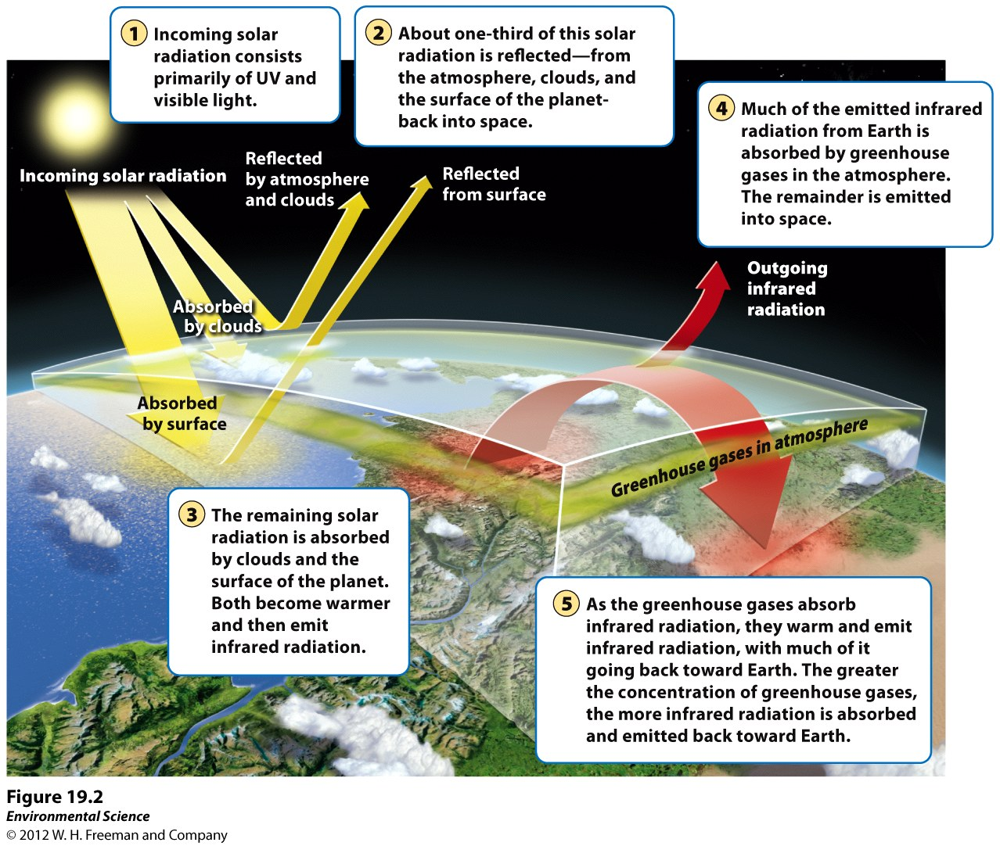 1 Incoming solar
radiation consists
primarily of UV and
visible light.
2 About one-third of this solar
radiation is reflected—from
the atmosphere, clouds, and
the surface of the planet-
back into space.
4 Much of the emitted infrared
radiation from Earth is
absorbed by greenhouse
gases in the atmosphere.
The remainder is emitted
into space.
Incoming solar radiation
Reflected
by atmosphere
and clouds
Reflected
from surface
Outgoing
infrared
radiation
Absorbed
by clouds
Absorbed
by surface
Greenhouse gases in atmosphere
3 The remaining solar
radiation is absorbed
by clouds and the
surface of the planet.
Both become warmer
and then emit
infrared radiation.
5 As the greenhouse gases absorb
infrared radiation, they warm and emit
infrared radiation, with much of it
going back toward Earth. The greater
the concentration of greenhouse gases,
the more infrared radiation is absorbed
and emitted back toward Earth.
Figure 19.2
Environmental Science
© 2012 W. H. Freeman and Company